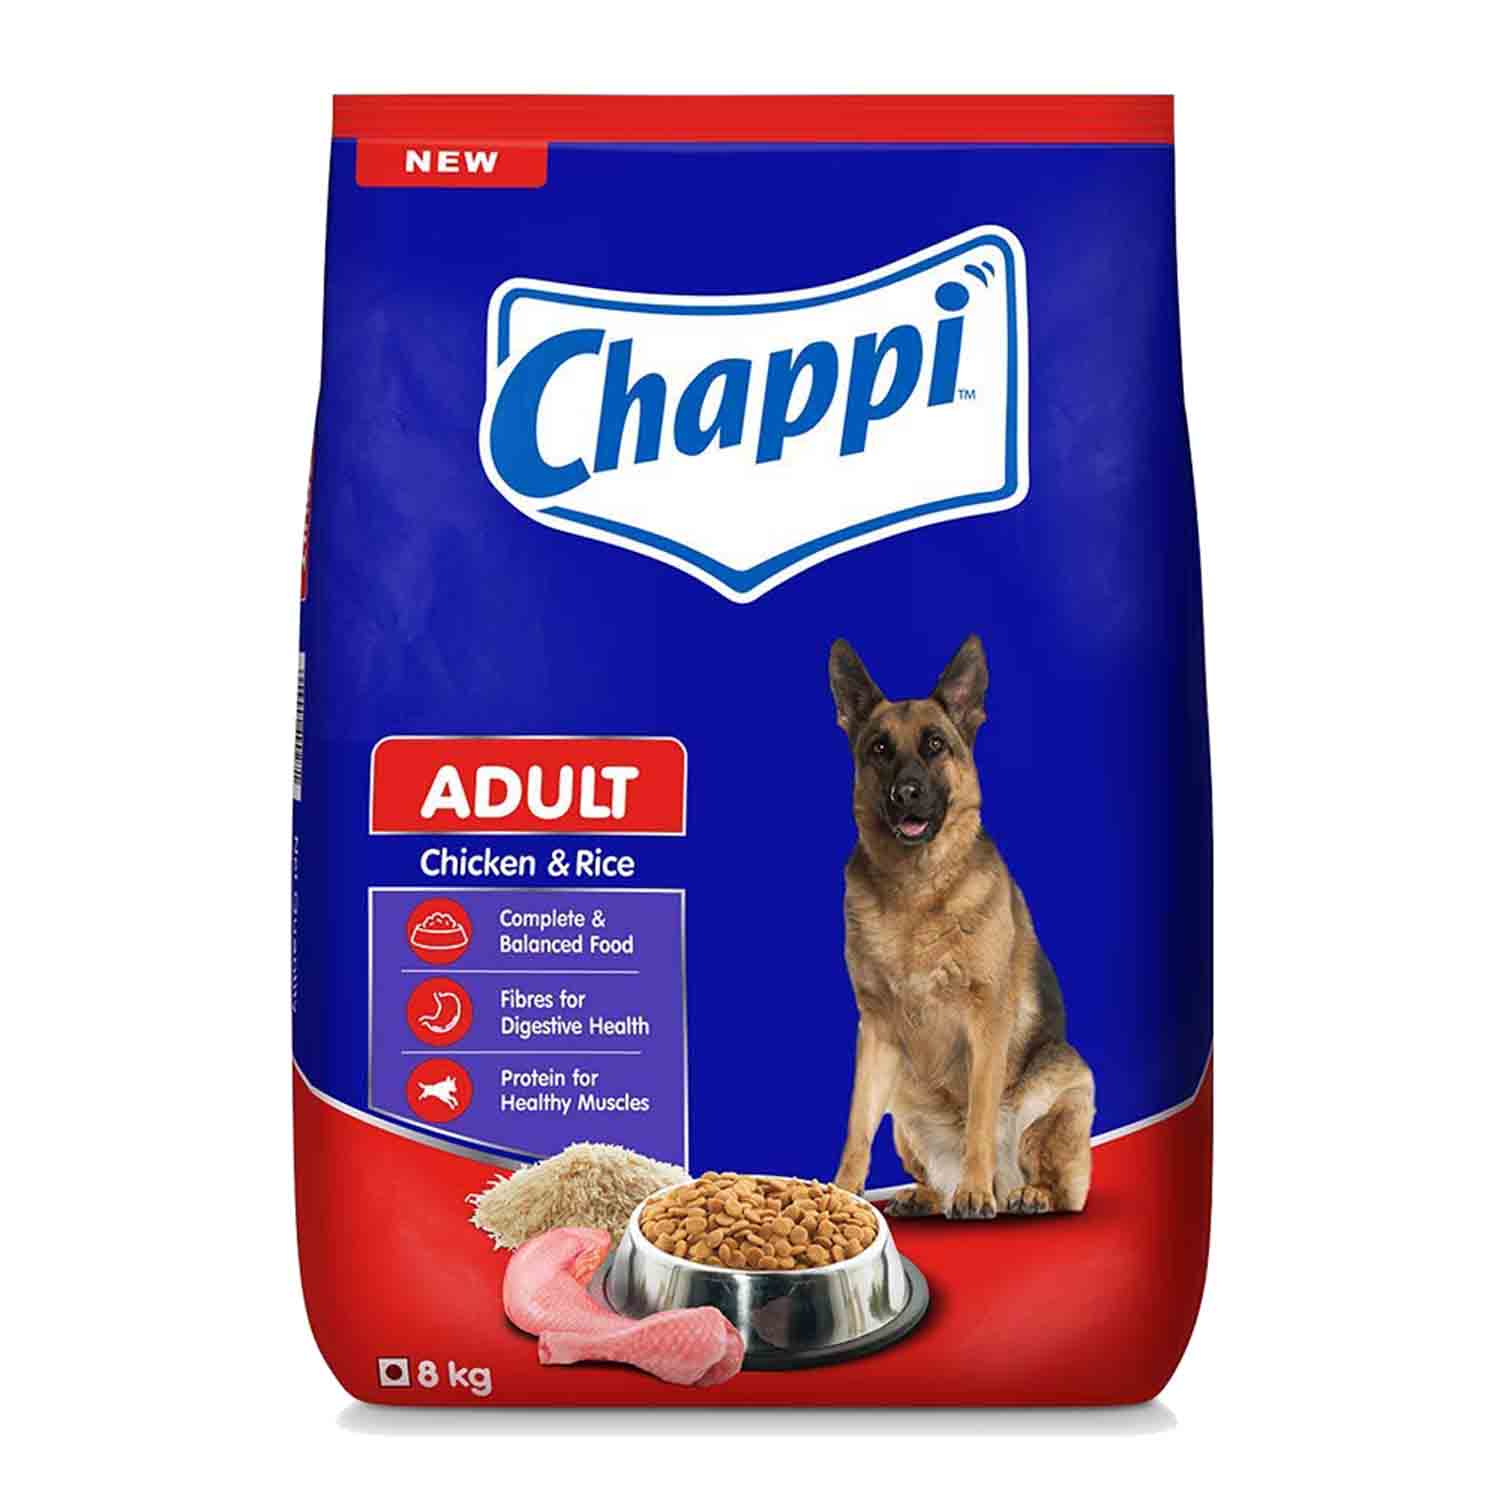 NEW
Chappi™
ADULT
Chicken & Rice
Complete &
Balanced Food
Fibres for
Digestive Health
Protein for
Healthy Muscles
8 kg